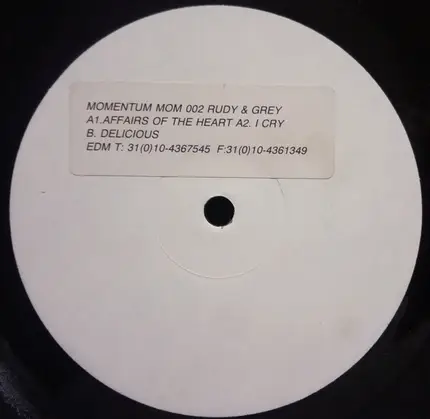 MOMENTUM MOM 002 RUDY & GREY
A1.AFFAIRS OF THE HEART A2. I CRY
B. DELICIOUS
EDM T: 31(0)10-4367545 F:31(0)10-4361349